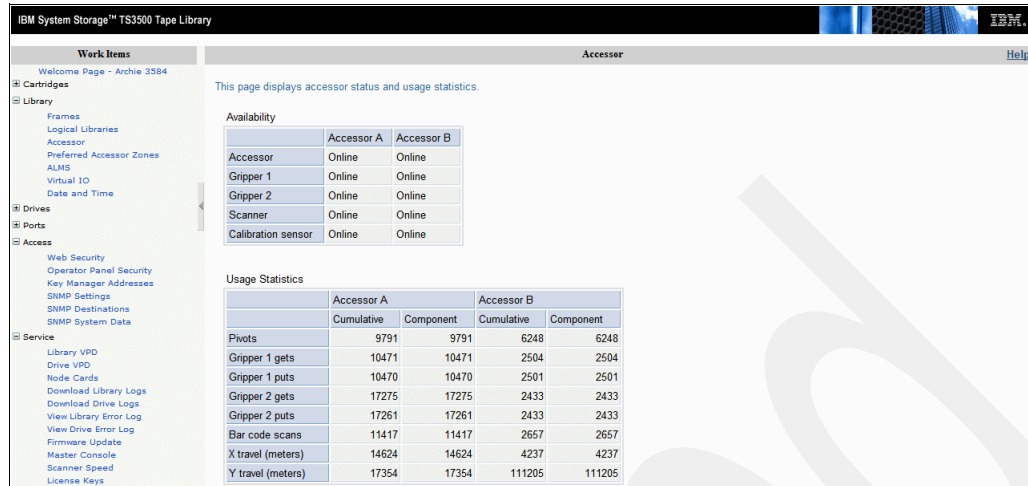 IBM System Storage™ TS3500 Tape Library
IBM.
Work Items
Accessor
Help
Welcome Page - Archie 3584
Cartridges
Library
Frames
Logical Libraries
Accessor
Preferred Accessor Zones
ALMS
Virtual IO
Date and Time
Drives
Ports
Access
Web Security
Operator Panel Security
Key Manager Addresses
SNMP Settings
SNMP Destinations
SNMP System Data
Service
Library VPD
Drive VPD
Node Cards
Download Library Logs
Download Drive Logs
View Library Error Log
View Drive Error Log
Firmware Update
Master Console
Scanner Speed
License Keys
This page displays accessor status and usage statistics.
Availability
Accessor A Accessor B
Accessor Online Online
Gripper 1 Online Online
Gripper 2 Online Online
Scanner Online Online
Calibration sensor Online Online
Usage Statistics
Accessor A Accessor B
Cumulative Component Cumulative Component
Pivots 9791 9791 6248 6248
Gripper 1 gets 10471 10471 2504 2504
Gripper 1 puts 10470 10470 2501 2501
Gripper 2 gets 17275 17275 2433 2433
Gripper 2 puts 17261 17261 2433 2433
Bar code scans 11417 11417 2657 2657
X travel (meters) 14624 14624 4237 4237
Y travel (meters) 17354 17354 111205 111205